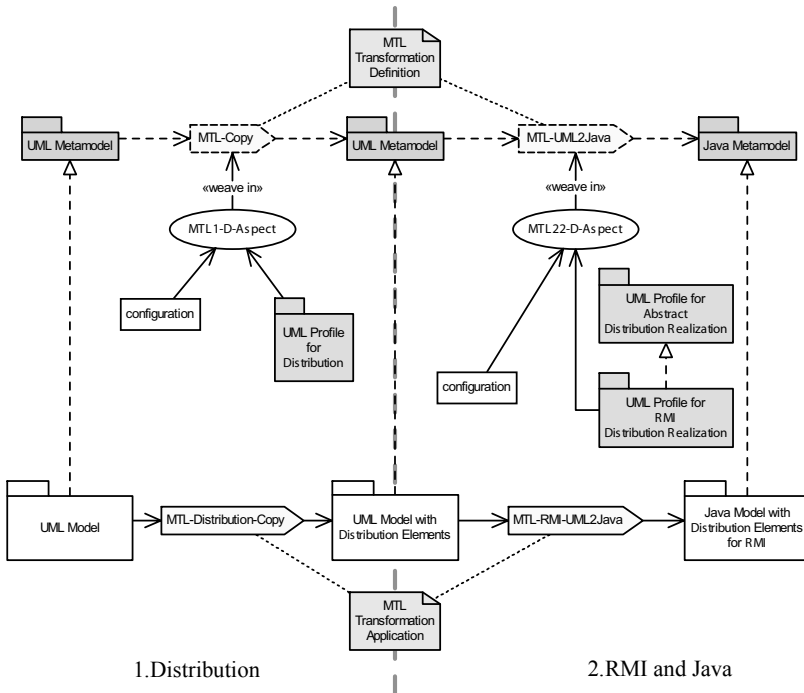 MTL
Transformation
Definition
UML Metamodel
MTL-Copy
UML Metamodel
MTL-UML2Java
Java Metamodel
«weave in»
«weave in»
MTL1-D-Aspect
MTL22-D-Aspect
configuration
UML Profile
for
Distribution
UML Profile for
Abstract
Distribution Realization
configuration
UML Profile for
RMI
Distribution Realization
UML Model
MTL-Distribution-Copy
UML Model with
Distribution Elements
MTL-RMI-UML2Java
Java Model with
Distribution Elements
for RMI
MTL
Transformation
Application
1.Distribution
2.RMI and Java